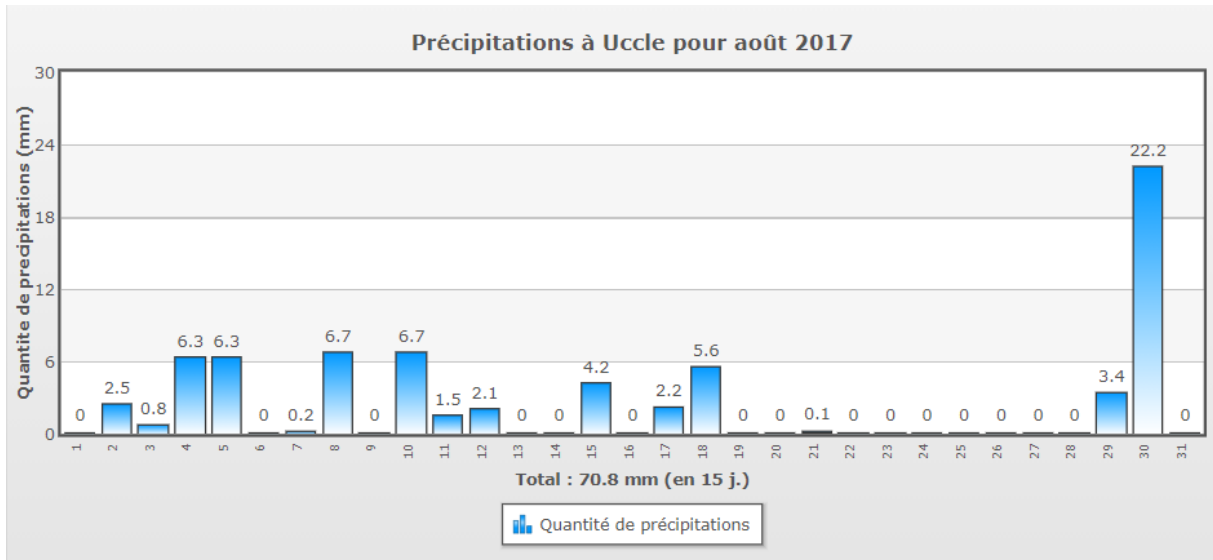 Précipitations à Uccle pour août 2017
Quantite de precipitations (mm)
30
24
18
12
6
0
0 2.5 0.8 6.3 6.3 0 0.2 6.7 0 6.7 1.5 2.1 0 0 4.2 0 2.2 5.6 0 0 0.1 0 0 0 0 0 0 0 3.4 22.2 0
1 2 3 4 5 6 7 8 9 10 11 12 13 14 15 16 17 18 19 20 21 22 23 24 25 26 27 28 29 30 31
Total : 70.8 mm (en 15 j.)
Quantité de précipitations